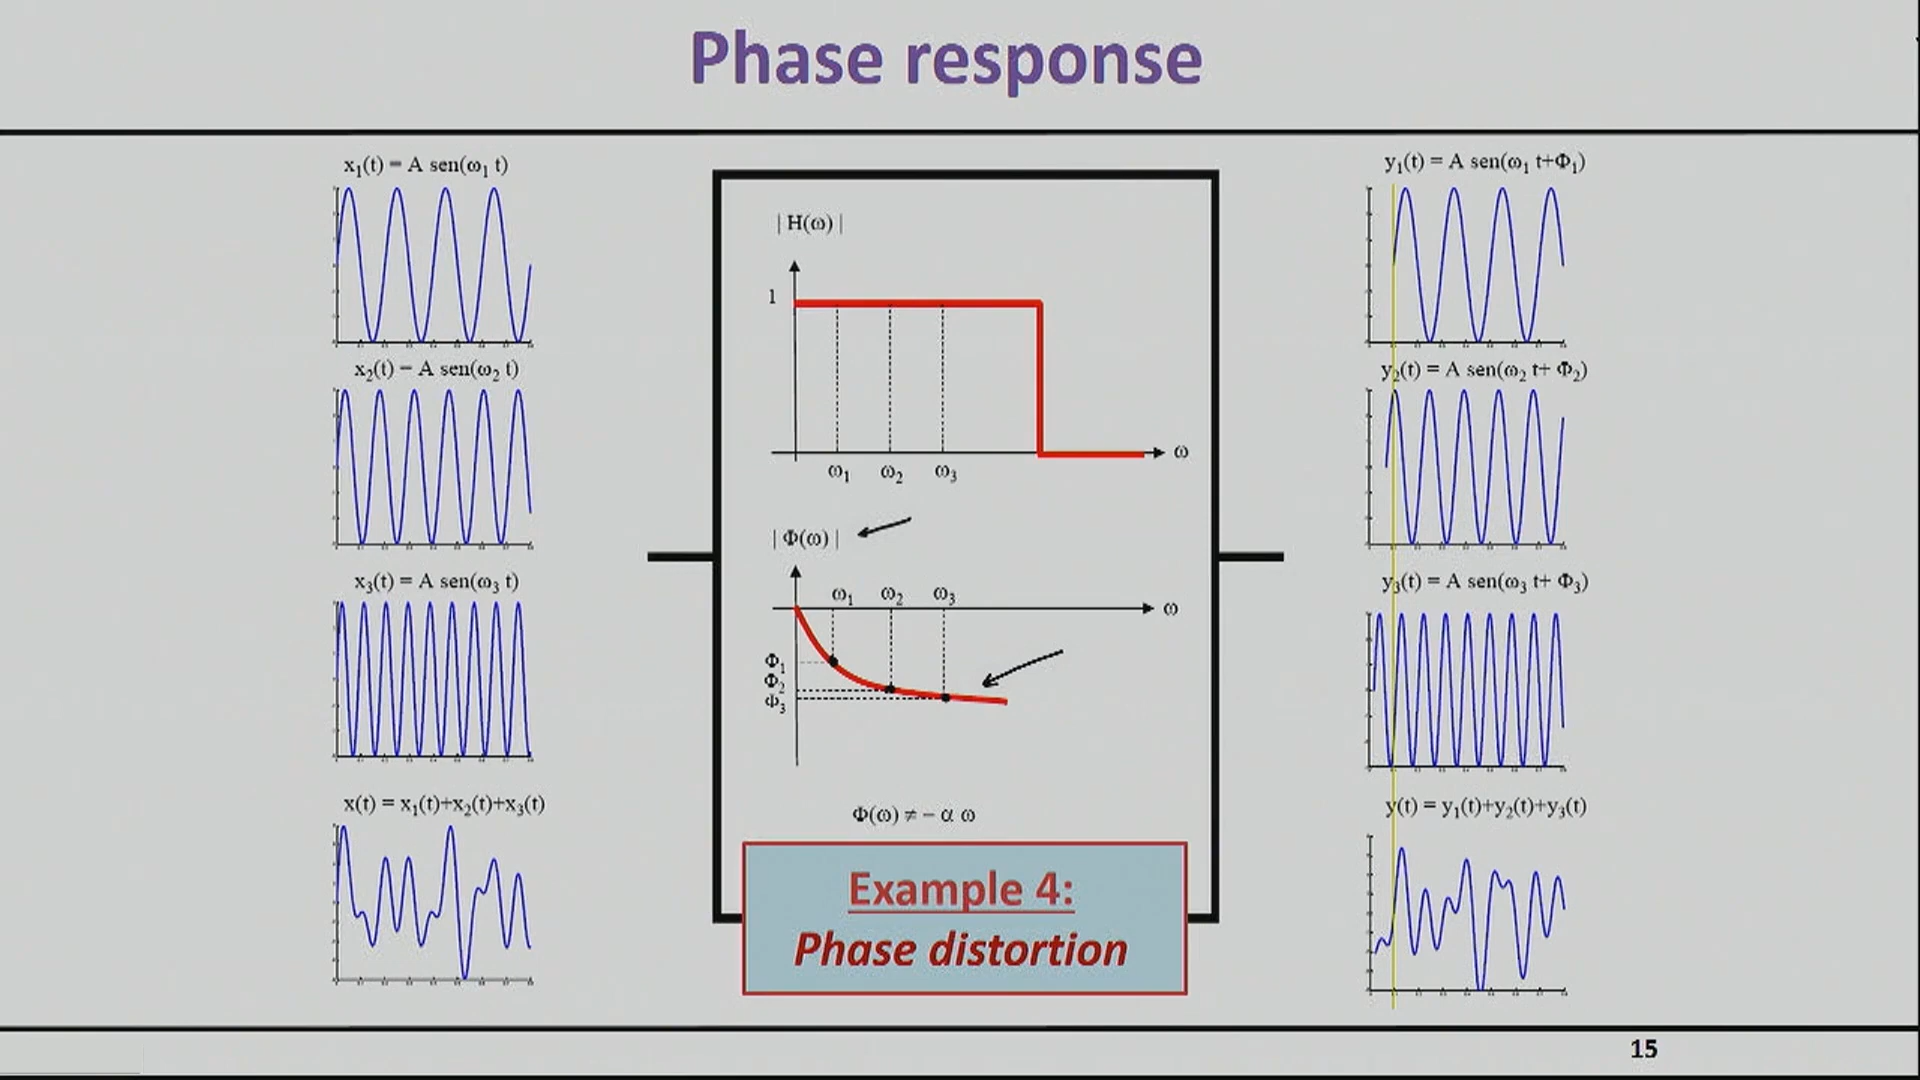 Phase response
x₁(t) = A sen(ω₁ t)
x₂(t) = A sen(ω₂ t)
x₃(t) = A sen(ω₃ t)
x(t) = x₁(t)+x₂(t)+x₃(t)
| H(ω) |
1
ω₁ ω₂ ω₃
ω
| Φ(ω) |
ω₁ ω₂ ω₃
ω
Φ₁
Φ₂
Φ₃
Φ(ω) ≠ − α ω
Example 4:
Phase distortion
y₁(t) = A sen(ω₁ t+Φ₁)
y₂(t) = A sen(ω₂ t+ Φ₂)
y₃(t) = A sen(ω₃ t+ Φ₃)
y(t) = y₁(t)+y₂(t)+y₃(t)
15